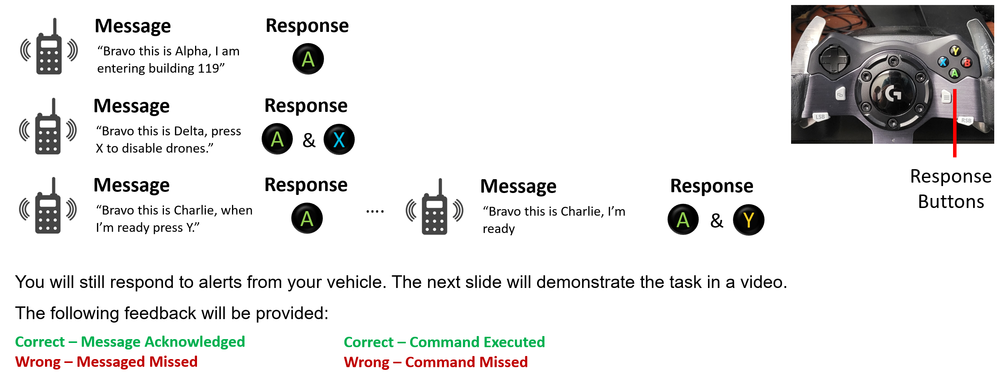 Message
Response
“Bravo this is Alpha, I am
entering building 119”
A
Message
Response
“Bravo this is Delta, press
X to disable drones.”
A & X
Message
Response
“Bravo this is Charlie, when
I’m ready press Y.”
A
....
Message
Response
“Bravo this is Charlie, I’m
ready
A & Y
Y
X
B
A
G
LSB
RSB
Response
Buttons
You will still respond to alerts from your vehicle. The next slide will demonstrate the task in a video.
The following feedback will be provided:
Correct – Message Acknowledged
Wrong – Messaged Missed
Correct – Command Executed
Wrong – Command Missed